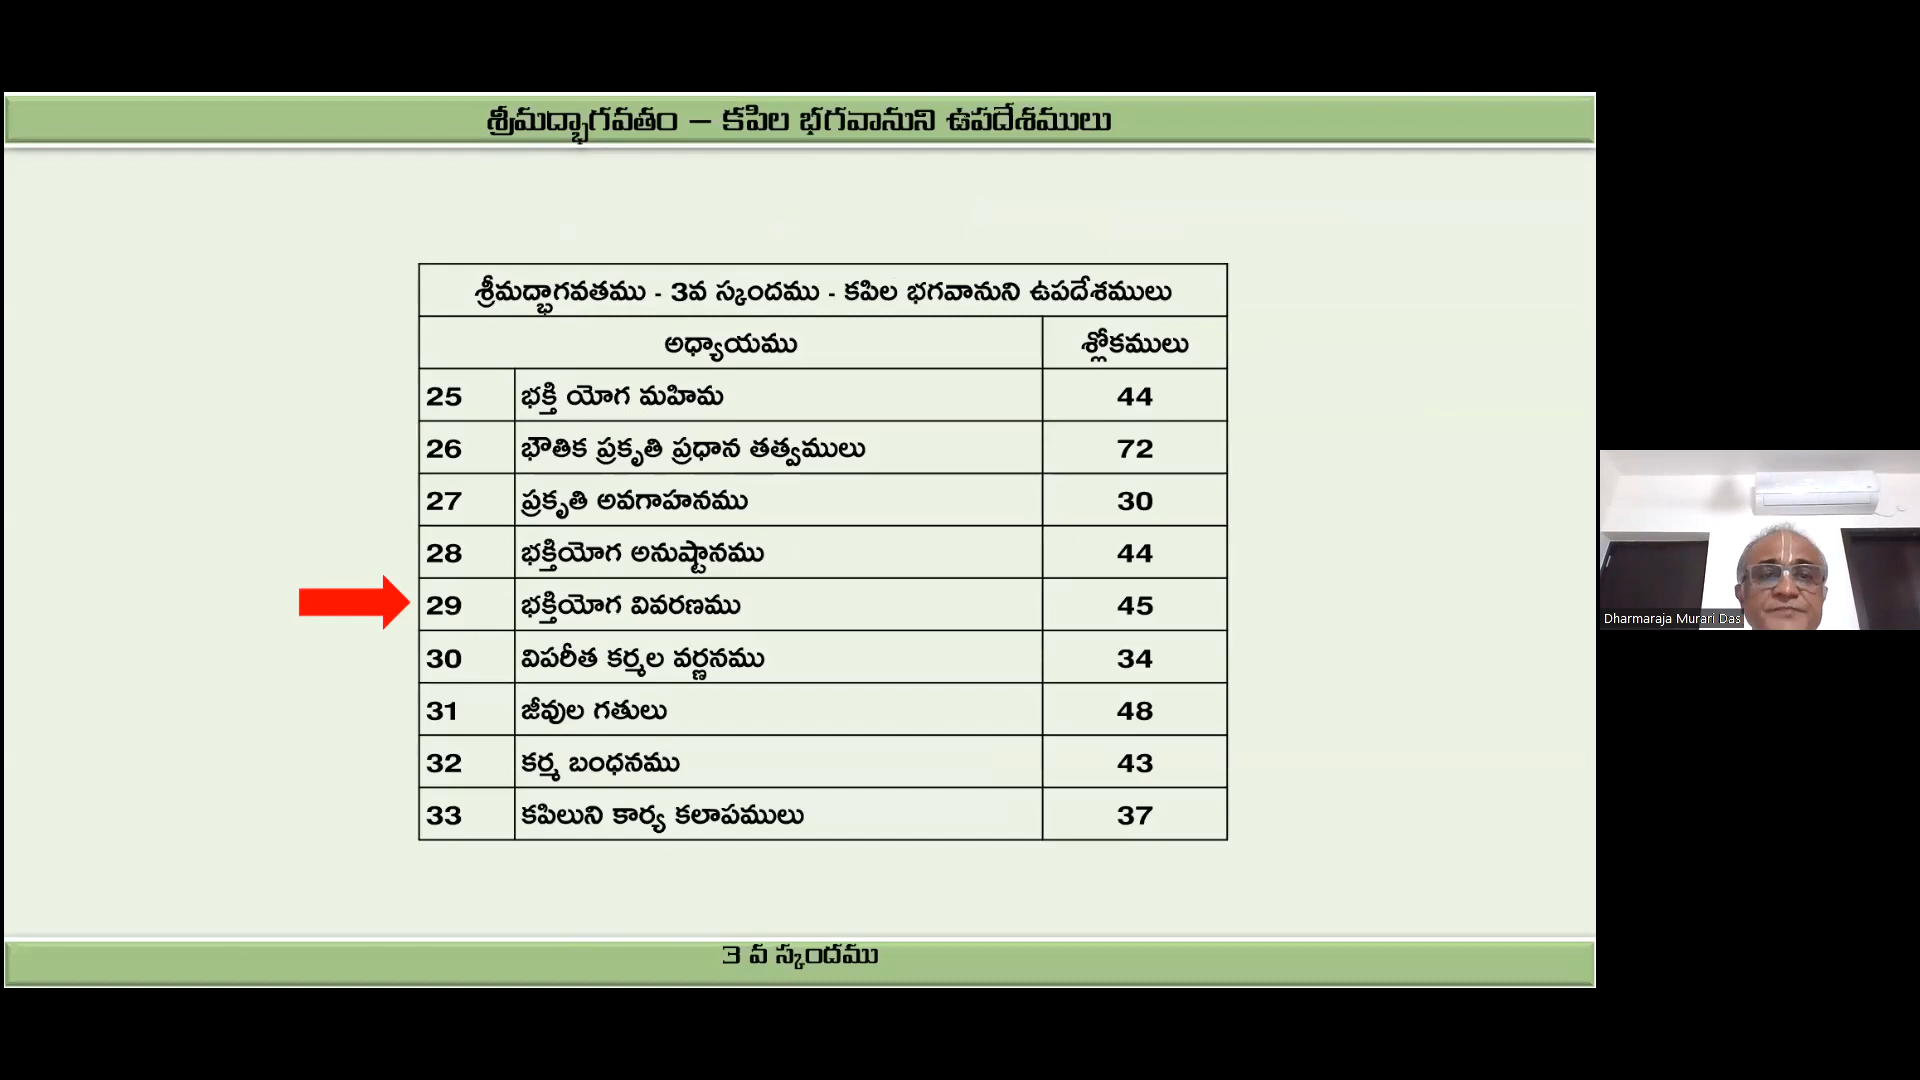 శ్రీమద్భాగవతం – కపిల భగవానుని ఉపదేశములు
శ్రీమద్భాగవతము - 3వ స్కందము - కపిల భగవానుని ఉపదేశములు
అధ్యాయము శ్లోకములు
25 భక్తి యోగ మహిమ 44
26 భౌతిక ప్రకృతి ప్రధాన తత్వములు 72
27 ప్రకృతి అవగాహనము 30
28 భక్తియోగ అనుష్టానము 44
29 భక్తియోగ వివరణము 45
30 విపరీత కర్మల వర్ణనము 34
31 జీవుల గతులు 48
32 కర్మ బంధనము 43
33 కపిలుని కార్య కలాపములు 37
3 వ స్కందము
Dharmaraja Murari Das